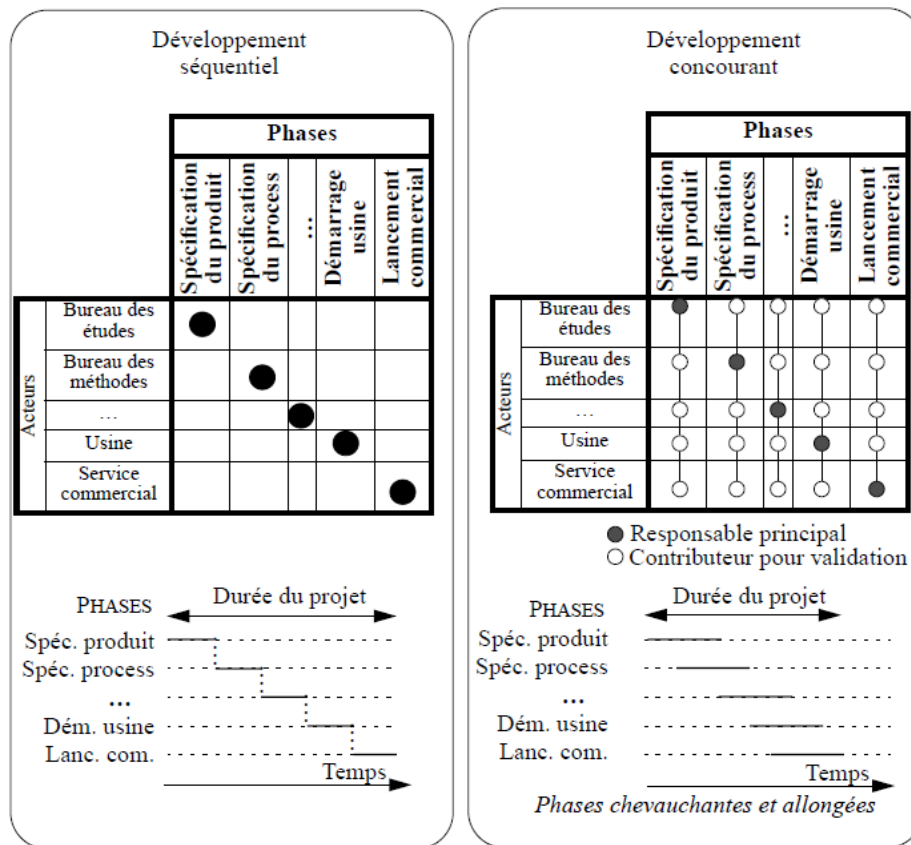 Développement
séquentiel
Phases
Spécification
du produit
Spécification
du process
...
Démarrage
usine
Lancement
commercial
Acteurs
Bureau des
études
Bureau des
méthodes
...
Usine
Service
commercial
PHASES
Durée du projet
Spéc. produit
Spéc. process
...
Dém. usine
Lanc. com.
Temps
Développement
concourant
Phases
Spécification
du produit
Spécification
du process
...
Démarrage
usine
Lancement
commercial
Acteurs
Bureau des
études
Bureau des
méthodes
...
Usine
Service
commercial
Responsable principal
Contributeur pour validation
PHASES
Durée du projet
Spéc. produit
Spéc. process
...
Dém. usine
Lanc. com.
Temps
Phases chevauchantes et allongées